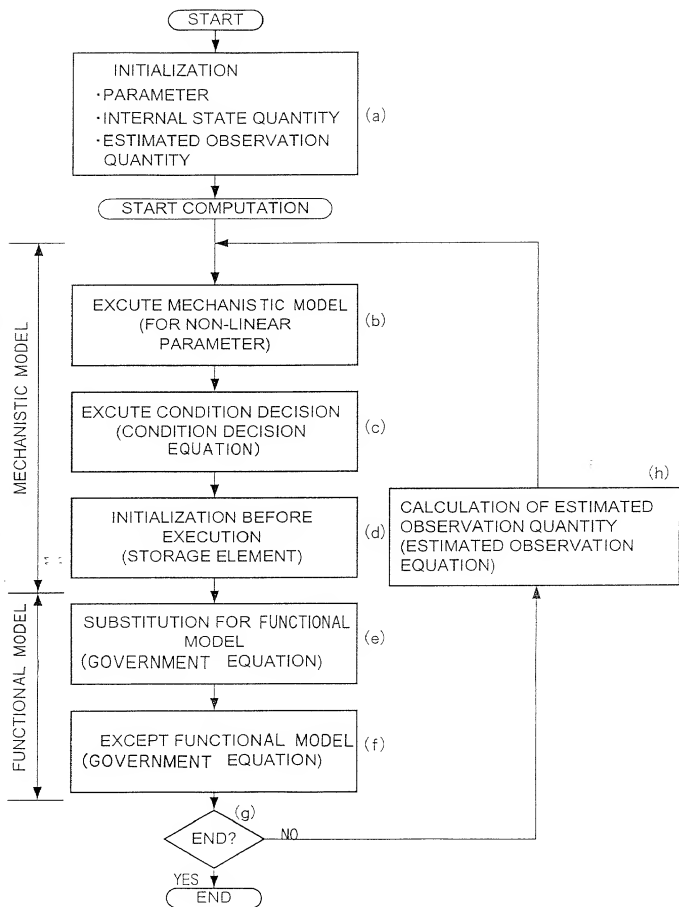 START
INITIALIZATION
・PARAMETER
・INTERNAL STATE QUANTITY
・ESTIMATED OBSERVATION
QUANTITY
(a)
START COMPUTATION
MECHANISTIC MODEL
EXCUTE MECHANISTIC MODEL
(FOR NON-LINEAR
PARAMETER)
(b)
EXCUTE CONDITION DECISION
(CONDITION DECISION
EQUATION)
(c)
INITIALIZATION BEFORE
EXECUTION
(STORAGE ELEMENT)
(d)
(h)
CALCULATION OF ESTIMATED
OBSERVATION QUANTITY
(ESTIMATED OBSERVATION
EQUATION)
FUNCTIONAL MODEL
SUBSTITUTION FOR FUNCTIONAL
MODEL
(GOVERNMENT EQUATION)
(e)
EXCEPT FUNCTIONAL MODEL
(GOVERNMENT EQUATION)
(f)
(g)
END?
NO
YES
END